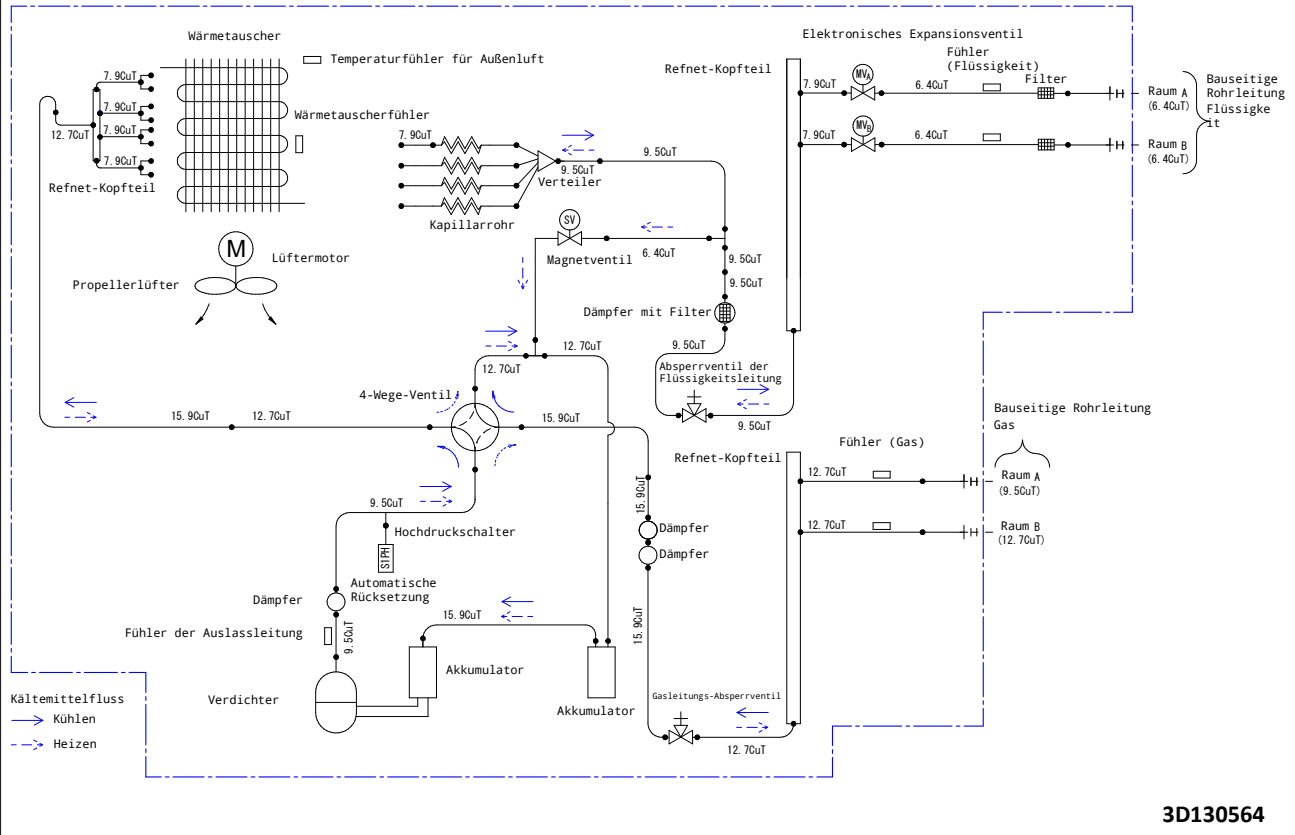 Wärmetauscher
Temperaturfühler für Außenluft
7.9CuT
7.9CuT
7.9CuT
7.9CuT
12.7CuT
Refnet-Kopfteil
Wärmetauscherfühler
7.9CuT
Kapillarrohr
9.5CuT
Verteiler
9.5CuT
Lüftermotor
M
Propellerlüfter
SV
Magnetventil
6.4CuT
9.5CuT
9.5CuT
Dämpfer mit Filter
9.5CuT
Absperrventil der
Flüssigkeitsleitung
9.5CuT
Elektronisches Expansionsventil
Refnet-Kopfteil
Fühler
(Flüssigkeit)
Filter
7.9CuT
MVA
6.4CuT
7.9CuT
MVB
6.4CuT
Raum A
(6.4CuT)
Raum B
(6.4CuT)
Bauseitige
Rohrleitung
Flüssigke
it
12.7CuT
12.7CuT
4-Wege-Ventil
15.9CuT
12.7CuT
15.9CuT
9.5CuT
Hochdruckschalter
S1PH
Automatische
Rücksetzung
Dämpfer
Fühler der Auslassleitung
9.5CuT
Verdichter
15.9CuT
Akkumulator
Akkumulator
15.9CuT
Dämpfer
Dämpfer
15.9CuT
Gasleitungs-Absperrventil
12.7CuT
Refnet-Kopfteil
Fühler (Gas)
12.7CuT
12.7CuT
Bauseitige Rohrleitung
Gas
Raum A
(9.5CuT)
Raum B
(12.7CuT)
Kältemittelfluss
Kühlen
Heizen
3D130564